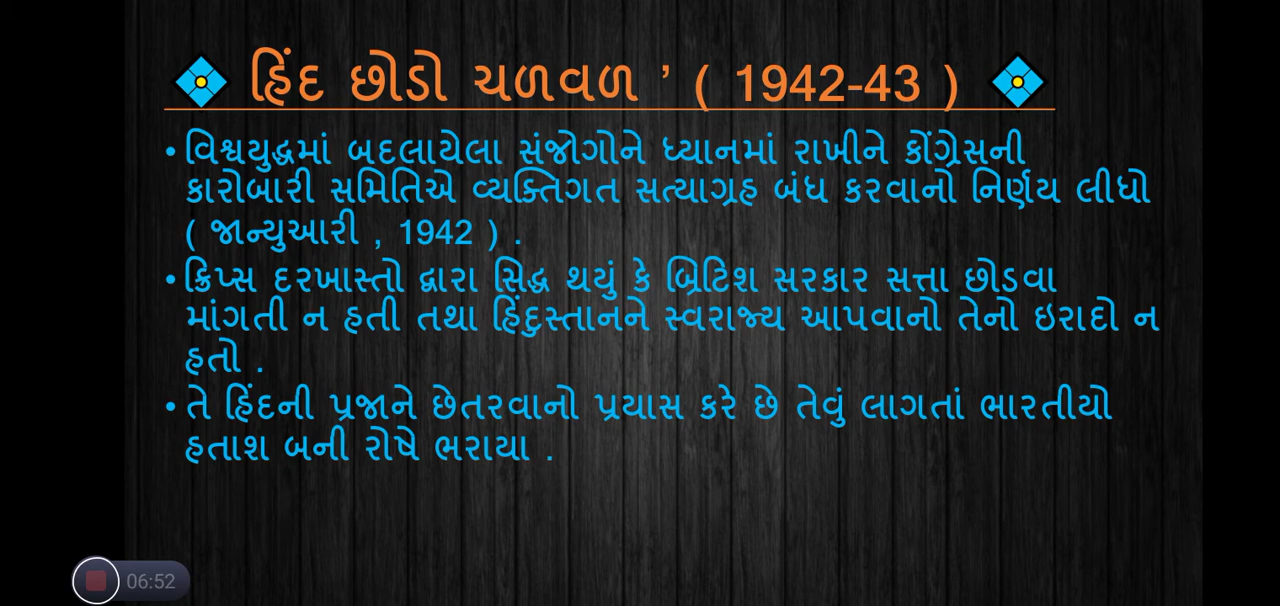 હિંદ છોડો ચળવળ ' ( 1942-43 )
• વિશ્વયુદ્ધમાં બદલાયેલા સંજોગોને ધ્યાનમાં રાખીને કોંગ્રેસની
કારોબારી સમિતિએ વ્યક્તિગત સત્યાગ્રહ બંધ કરવાનો નિર્ણય લીધો
( જાન્યુઆરી , 1942 ) .
• ક્રિપ્સ દરખાસ્તો દ્વારા સિદ્ધ થયું કે બ્રિટિશ સરકાર સત્તા છોડવા
માંગતી ન હતી તથા હિંદુસ્તાનને સ્વરાજ્ય આપવાનો તેનો ઇરાદો ન
હતો .
• તે હિંદની પ્રજાને છેતરવાનો પ્રયાસ કરે છે તેવું લાગતાં ભારતીયો
હતાશ બની રોષે ભરાયા .
06:52